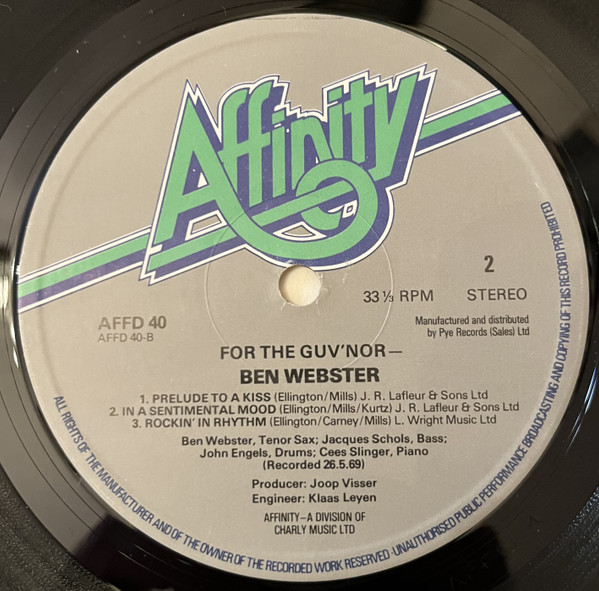 Affinity
2
33⅓ RPM STEREO
AFFD 40
AFFD 40-B
Manufactured and distributed
by Pye Records (Sales) Ltd
FOR THE GUV'NOR—
BEN WEBSTER
1. PRELUDE TO A KISS (Ellington/Mills) J. R. Lafleur & Sons Ltd
2. IN A SENTIMENTAL MOOD (Ellington/Mills/Kurtz) J. R. Lafleur & Sons Ltd
3. ROCKIN' IN RHYTHM (Ellington/Carney/Mills) L. Wright Music Ltd
Ben Webster, Tenor Sax; Jacques Schols, Bass;
John Engels, Drums; Cees Slinger, Piano
(Recorded 26.5.69)
Producer: Joop Visser
Engineer: Klaas Leyen
AFFINITY—A DIVISION OF
CHARLY MUSIC LTD
ALL RIGHTS OF THE MANUFACTURER AND OF THE OWNER OF THE RECORDED WORK RESERVED·UNAUTHORISED PUBLIC PERFORMANCE BROADCASTING AND COPYING OF THIS RECORD PROHIBITED